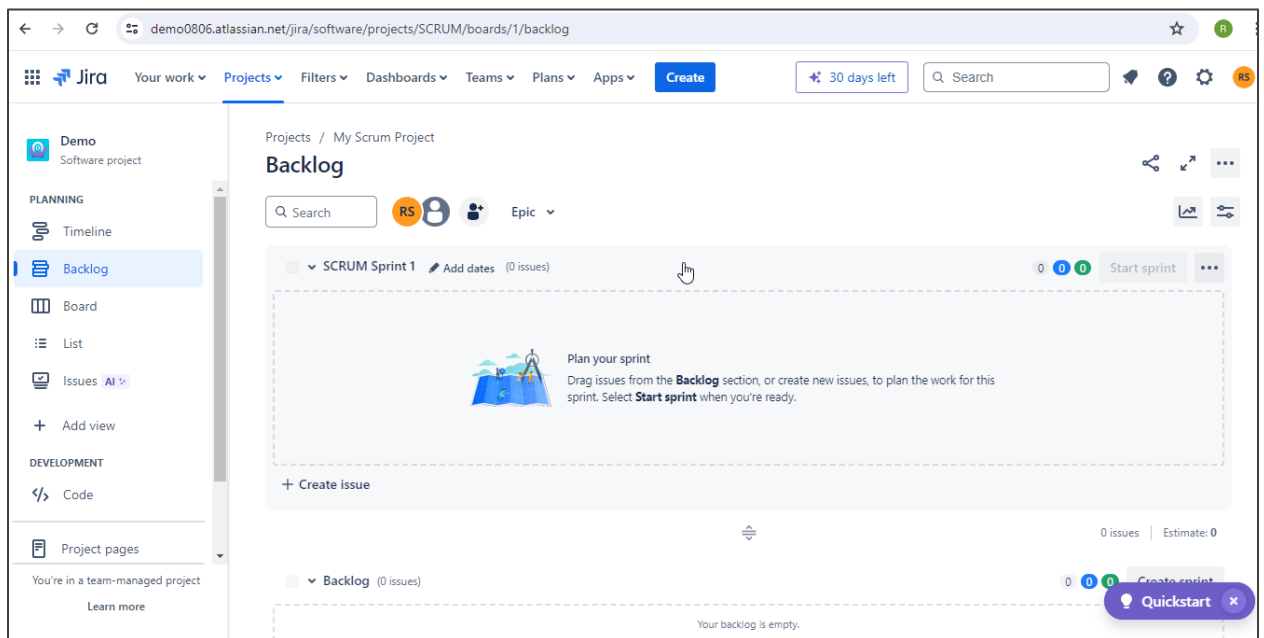 demo0806.atlassian.net/jira/software/projects/SCRUM/boards/1/backlog
R
Jira Your work Projects Filters Dashboards Teams Plans Apps Create 30 days left Search RS
Demo
Software project
PLANNING
Timeline
Backlog
Board
List
Issues AI
Add view
DEVELOPMENT
Code
Project pages
You're in a team-managed project
Learn more
Projects / My Scrum Project
Backlog
Search RS Epic
SCRUM Sprint 1 Add dates (0 issues) 0 0 0 Start sprint
Plan your sprint
Drag issues from the Backlog section, or create new issues, to plan the work for this
sprint. Select Start sprint when you're ready.
+ Create issue
0 issues Estimate: 0
Backlog (0 issues) 0 0 0 Create sprint
Quickstart
Your backlog is empty.